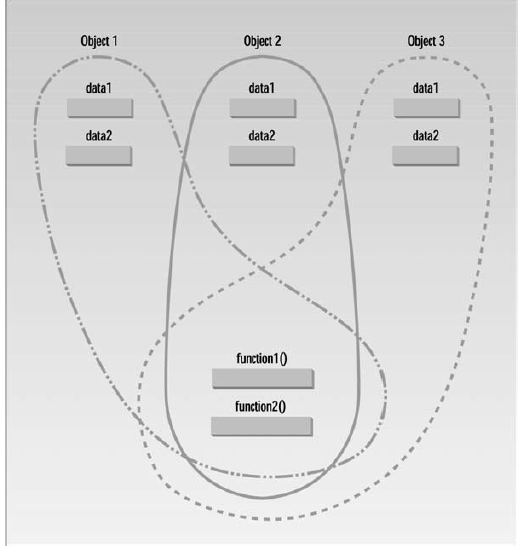 Object 1 Object 2 Object 3
data1 data1 data1
data2 data2 data2
function1()
function2()